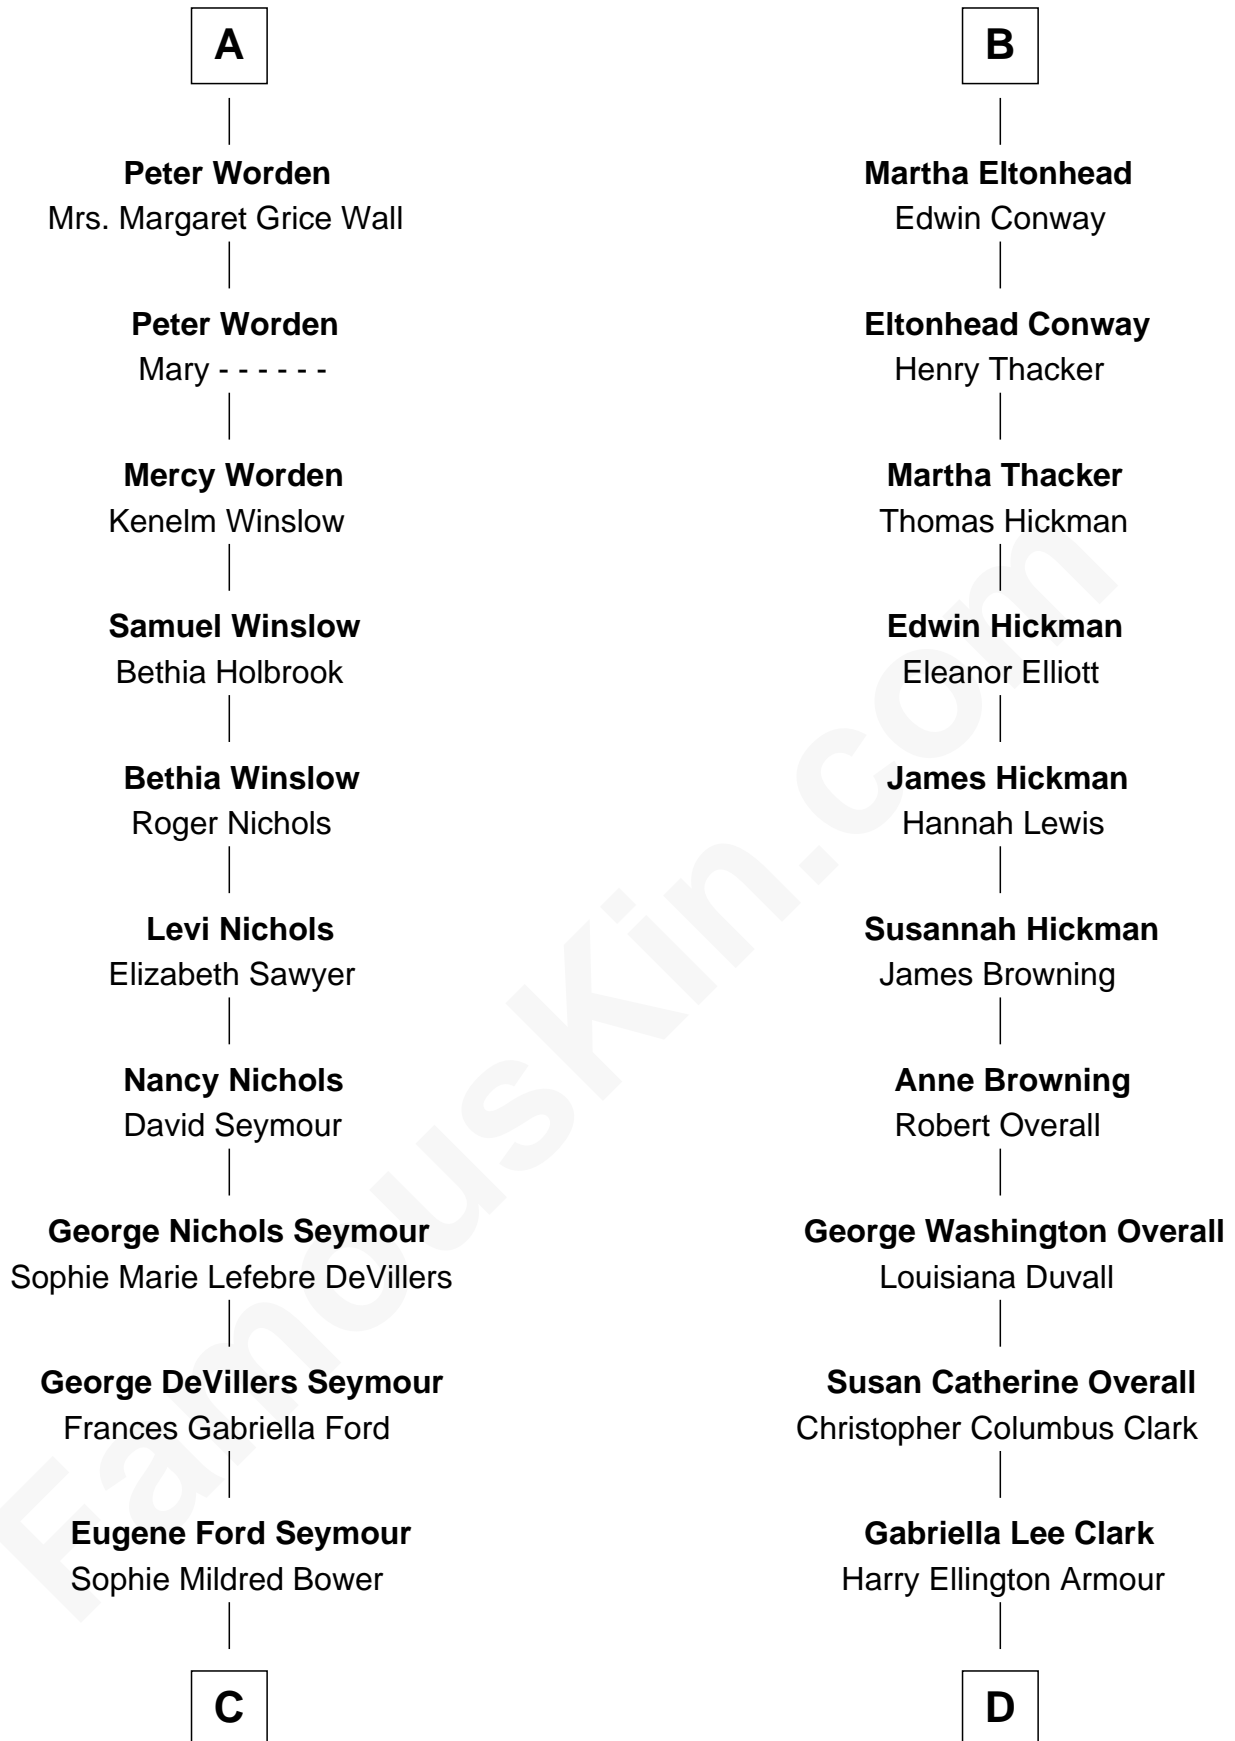 A
Peter Worden
Mrs. Margaret Grice Wall
Peter Worden
Mary - - - - - -
Mercy Worden
Kenelm Winslow
Samuel Winslow
Bethia Holbrook
Bethia Winslow
Roger Nichols
Levi Nichols
Elizabeth Sawyer
Nancy Nichols
David Seymour
George Nichols Seymour
Sophie Marie Lefebre DeVillers
George DeVillers Seymour
Frances Gabriella Ford
Eugene Ford Seymour
Sophie Mildred Bower
C
B
Martha Eltonhead
Edwin Conway
Eltonhead Conway
Henry Thacker
Martha Thacker
Thomas Hickman
Edwin Hickman
Eleanor Elliott
James Hickman
Hannah Lewis
Susannah Hickman
James Browning
Anne Browning
Robert Overall
George Washington Overall
Louisiana Duvall
Susan Catherine Overall
Christopher Columbus Clark
Gabriella Lee Clark
Harry Ellington Armour
D
FamousKin.com